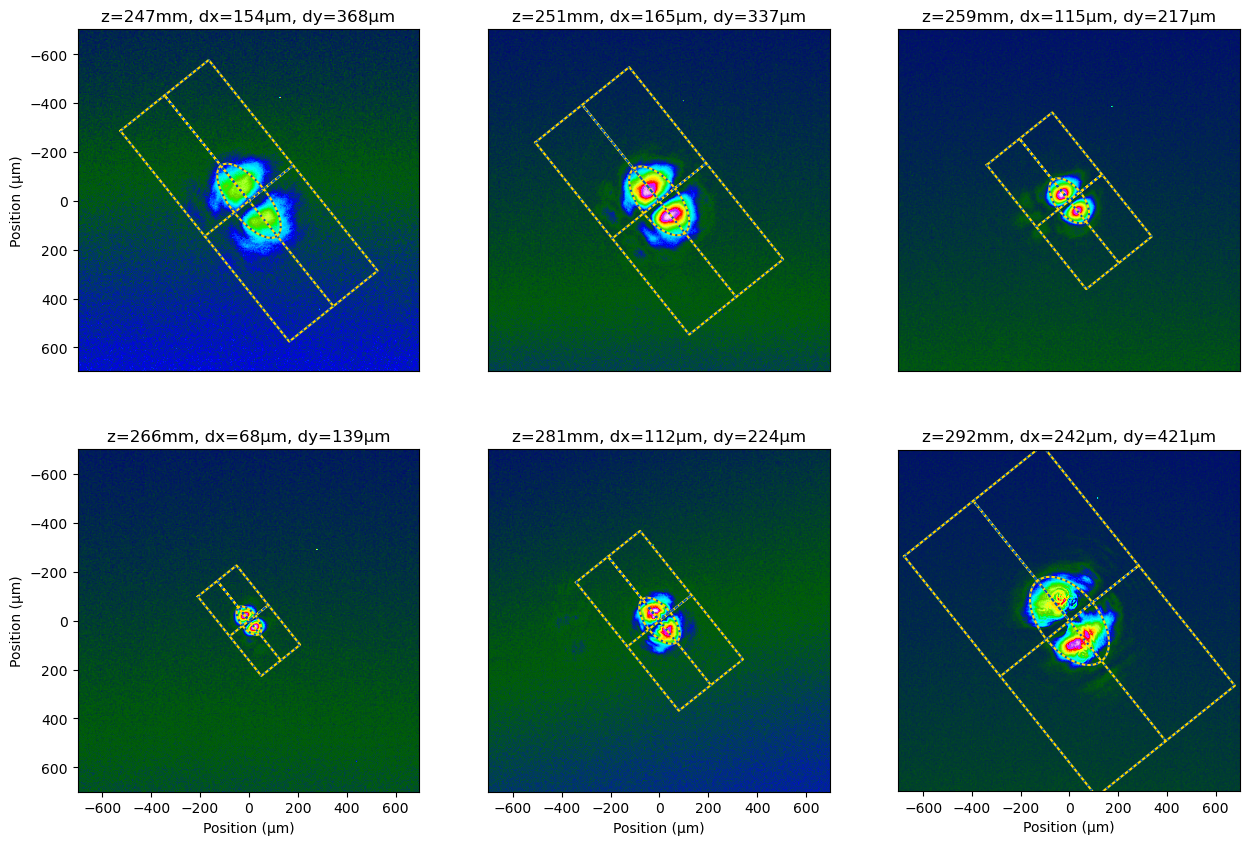 z=247mm, dx=154μm, dy=368μm
z=251mm, dx=165μm, dy=337μm
z=259mm, dx=115μm, dy=217μm
−600
−400
−200
0
200
400
600
Position (μm)
z=266mm, dx=68μm, dy=139μm
z=281mm, dx=112μm, dy=224μm
z=292mm, dx=242μm, dy=421μm
−600
−400
−200
0
200
400
600
Position (μm)
−600 −400 −200 0 200 400 600
−600 −400 −200 0 200 400 600
−600 −400 −200 0 200 400 600
Position (μm)
Position (μm)
Position (μm)